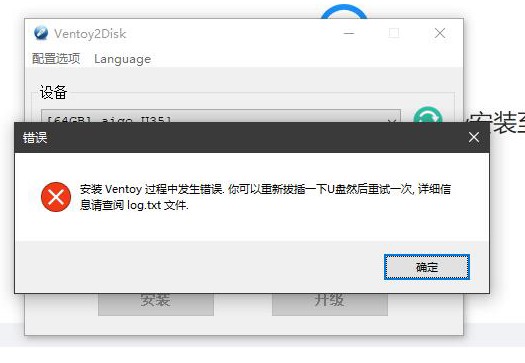 Ventoy2Disk
配置选项 Language
设备
[64GB] aigo U35]
安装至
错误
安装 Ventoy 过程中发生错误. 你可以重新拔插一下U盘然后重试一次, 详细信
息请查阅 log.txt 文件.
确定
安装 升级